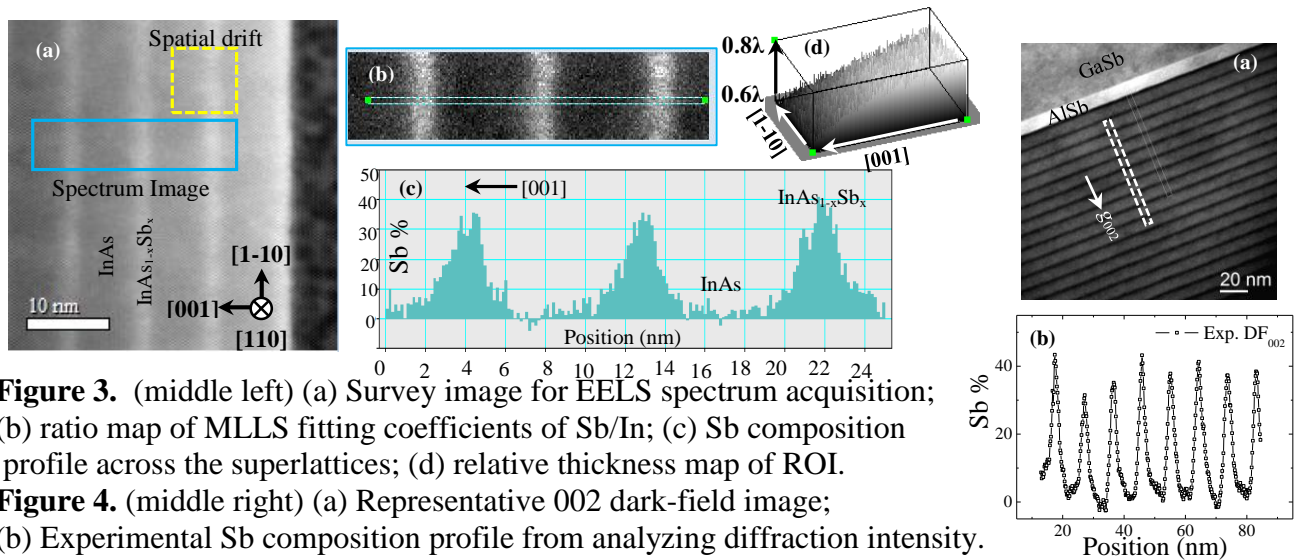 (a)
Spatial drift
Spectrum Image
InAs
InAs1-xSbx
[1-10]
[001]
[110]
10 nm
(b)
(d)
0.8λ
0.6λ
[1-10]
[001]
(c)
[001]
InAs1-xSbx
InAs
Sb %
50
40
30
20
10
0
Position (nm)
0 2 4 6 8 10 12 14 16 18 20 22 24
(a)
GaSb
AlSb
g002
20 nm
(b)
Exp. DF002
Sb %
40
20
0
20 40 60 80
Position (nm)
Figure 3. (middle left) (a) Survey image for EELS spectrum acquisition;
(b) ratio map of MLLS fitting coefficients of Sb/In; (c) Sb composition
profile across the superlattices; (d) relative thickness map of ROI.
Figure 4. (middle right) (a) Representative 002 dark-field image;
(b) Experimental Sb composition profile from analyzing diffraction intensity.